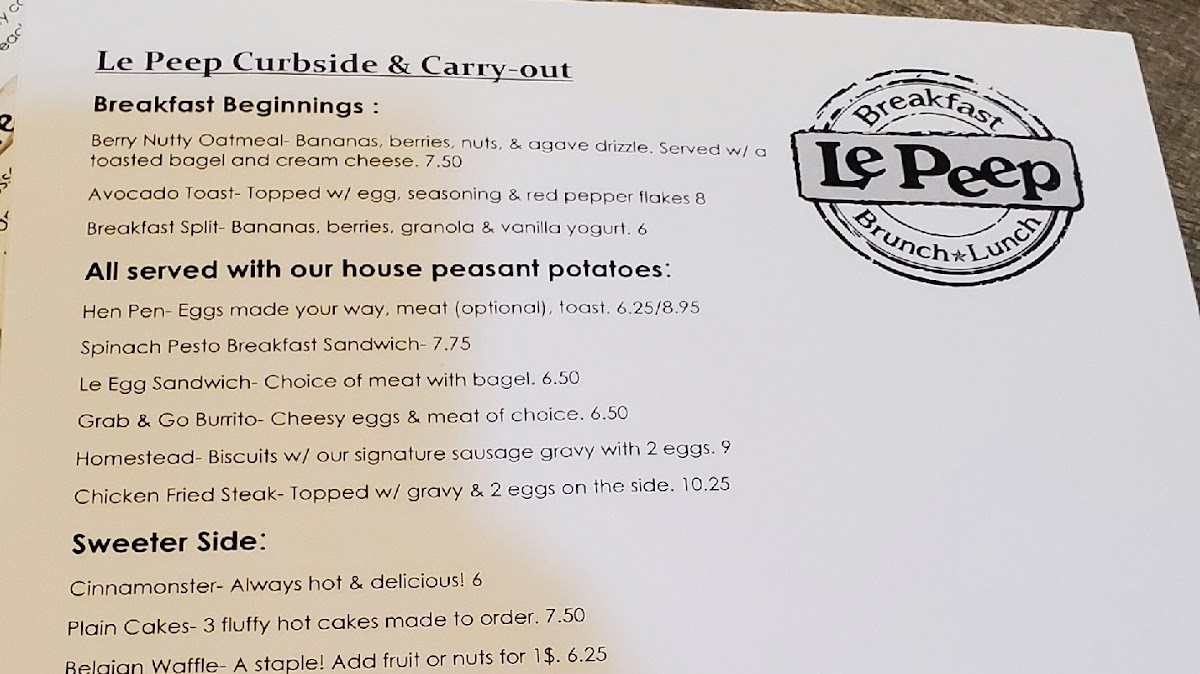 Le Peep Curbside & Carry-out
Breakfast Beginnings :
Berry Nutty Oatmeal- Bananas, berries, nuts, & agave drizzle. Served w/ a
toasted bagel and cream cheese. 7.50
Avocado Toast- Topped w/ egg, seasoning & red pepper flakes 8
Breakfast Split- Bananas, berries, granola & vanilla yogurt. 6
All served with our house peasant potatoes:
Hen Pen- Eggs made your way, meat (optional), toast. 6.25/8.95
Spinach Pesto Breakfast Sandwich- 7.75
Le Egg Sandwich- Choice of meat with bagel. 6.50
Grab & Go Burrito- Cheesy eggs & meat of choice. 6.50
Homestead- Biscuits w/ our signature sausage gravy with 2 eggs. 9
Chicken Fried Steak- Topped w/ gravy & 2 eggs on the side. 10.25
Sweeter Side:
Cinnamonster- Always hot & delicious! 6
Plain Cakes- 3 fluffy hot cakes made to order. 7.50
Belgian Waffle- A staple! Add fruit or nuts for 1$. 6.25
Breakfast
Le Peep
Brunch★Lunch